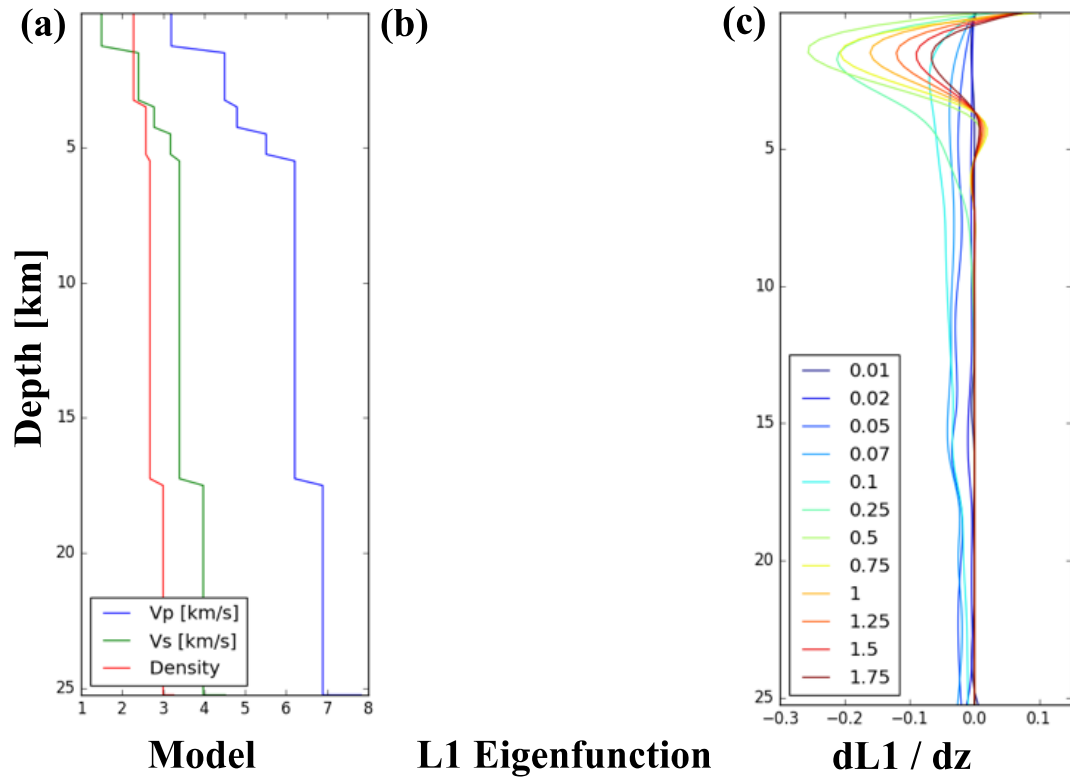 (a)
(b)
(c)
Depth [km]
5
10
15
20
25
1 2 3 4 5 6 7 8
Vp [km/s]
Vs [km/s]
Density
Model
L1 Eigenfunction
5
10
15
20
25
−0.3 −0.2 −0.1 0.0 0.1
0.01
0.02
0.05
0.07
0.1
0.25
0.5
0.75
1
1.25
1.5
1.75
dL1 / dz